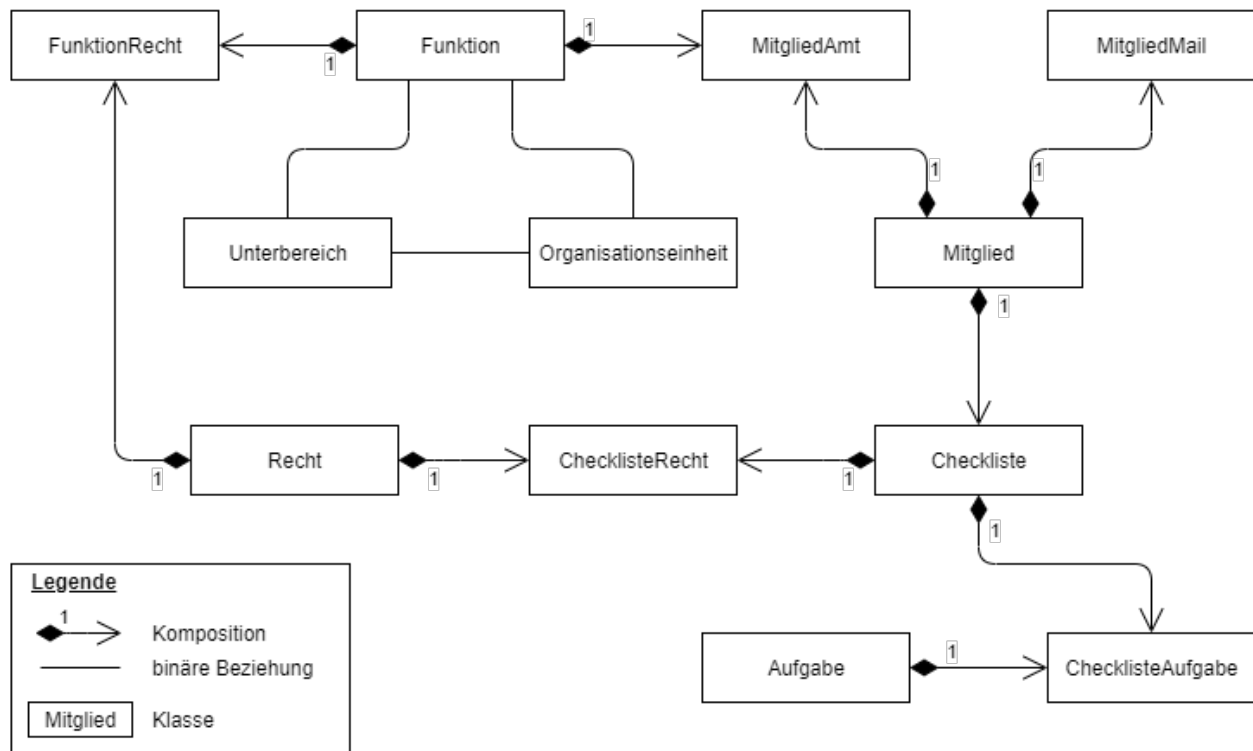 FunktionRecht
1
Funktion
1
MitgliedAmt
MitgliedMail
1
1
Unterbereich
Organisationseinheit
Mitglied
1
1
Recht
1
ChecklisteRecht
1
Checkliste
1
Legende
1
Komposition
binäre Beziehung
Mitglied
Klasse
Aufgabe
1
ChecklisteAufgabe